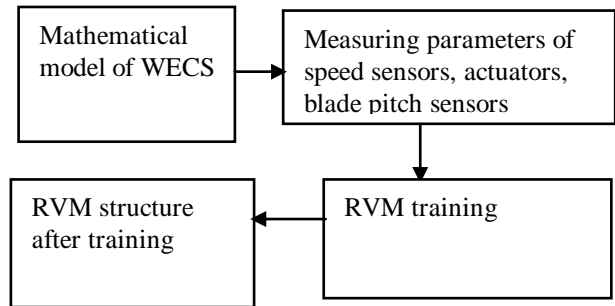 Mathematical
model of WECS
Measuring parameters of
speed sensors, actuators,
blade pitch sensors
RVM structure
after training
RVM training